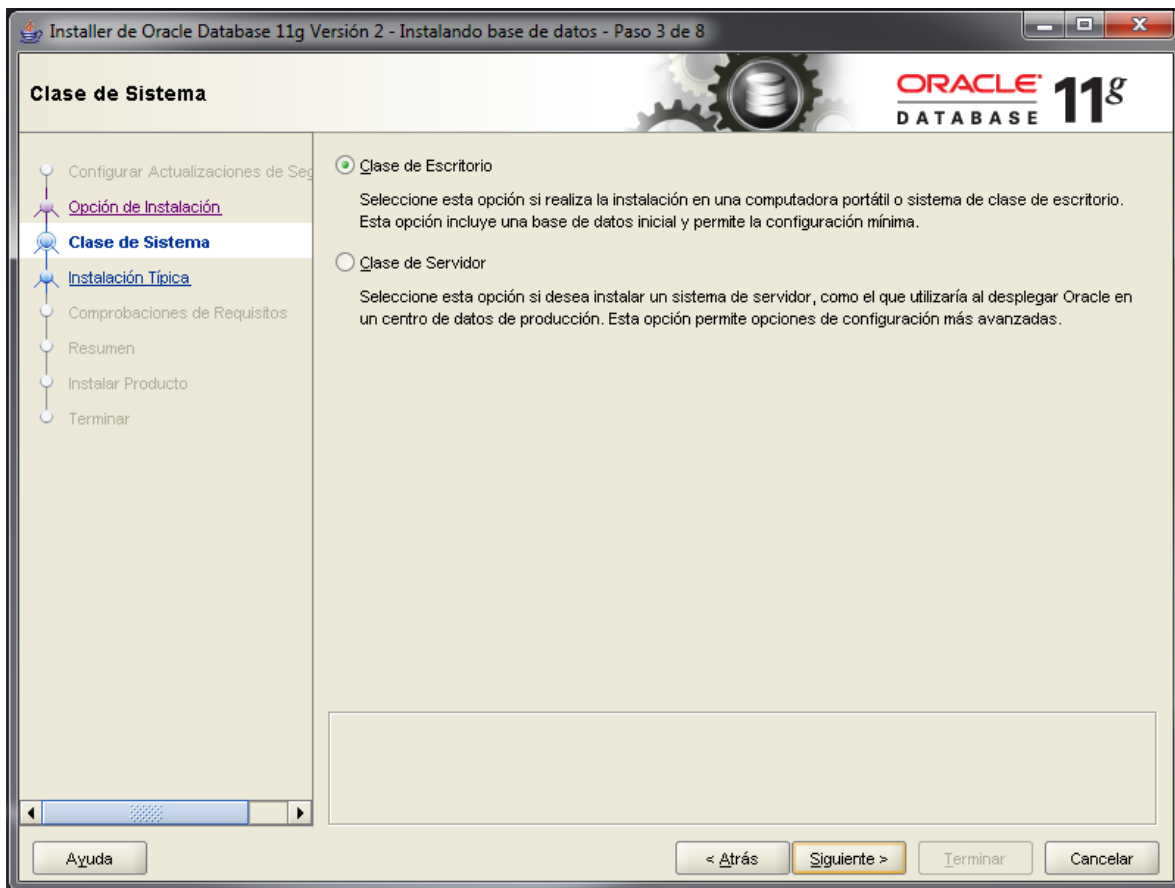 Installer de Oracle Database 11g Versión 2 - Instalando base de datos - Paso 3 de 8
Clase de Sistema
ORACLE
DATABASE 11g
Configurar Actualizaciones de Seg
Opción de Instalación
Clase de Sistema
Instalación Típica
Comprobaciones de Requisitos
Resumen
Instalar Producto
Terminar
Clase de Escritorio
Seleccione esta opción si realiza la instalación en una computadora portátil o sistema de clase de escritorio.
Esta opción incluye una base de datos inicial y permite la configuración mínima.
Clase de Servidor
Seleccione esta opción si desea instalar un sistema de servidor, como el que utilizaría al desplegar Oracle en
un centro de datos de producción. Esta opción permite opciones de configuración más avanzadas.
Ayuda
< Atrás
Siguiente >
Terminar
Cancelar